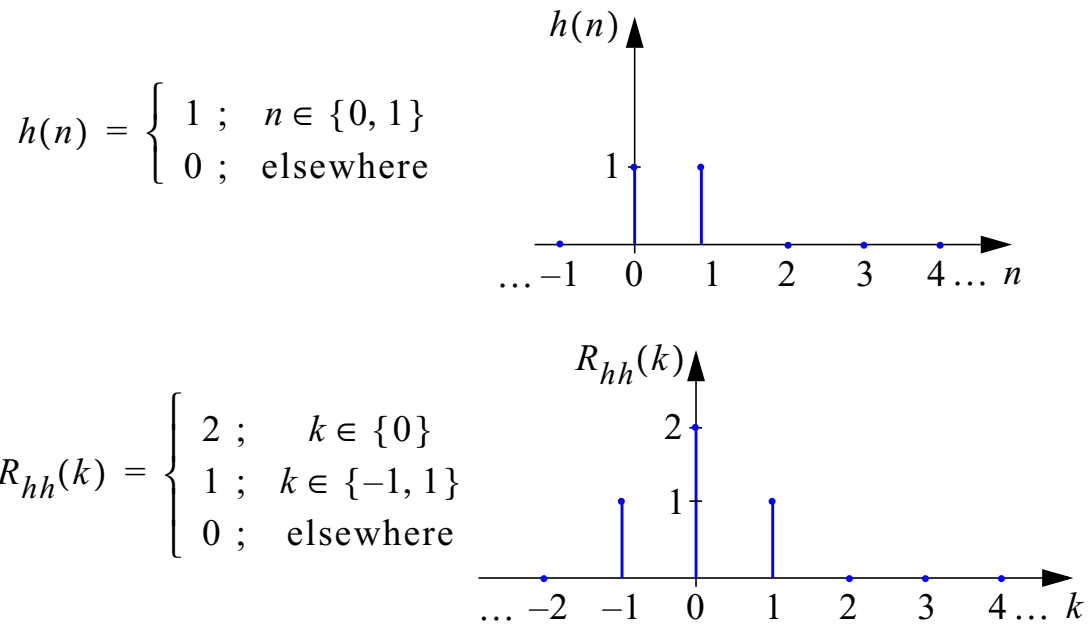 h(n) = { 1 ; n ∈ {0, 1}
0 ; elsewhere
h(n)
1
… –1 0 1 2 3 4 … n
R_hh(k) = { 2 ; k ∈ {0}
1 ; k ∈ {–1, 1}
0 ; elsewhere
R_hh(k)
2
1
… –2 –1 0 1 2 3 4 … k